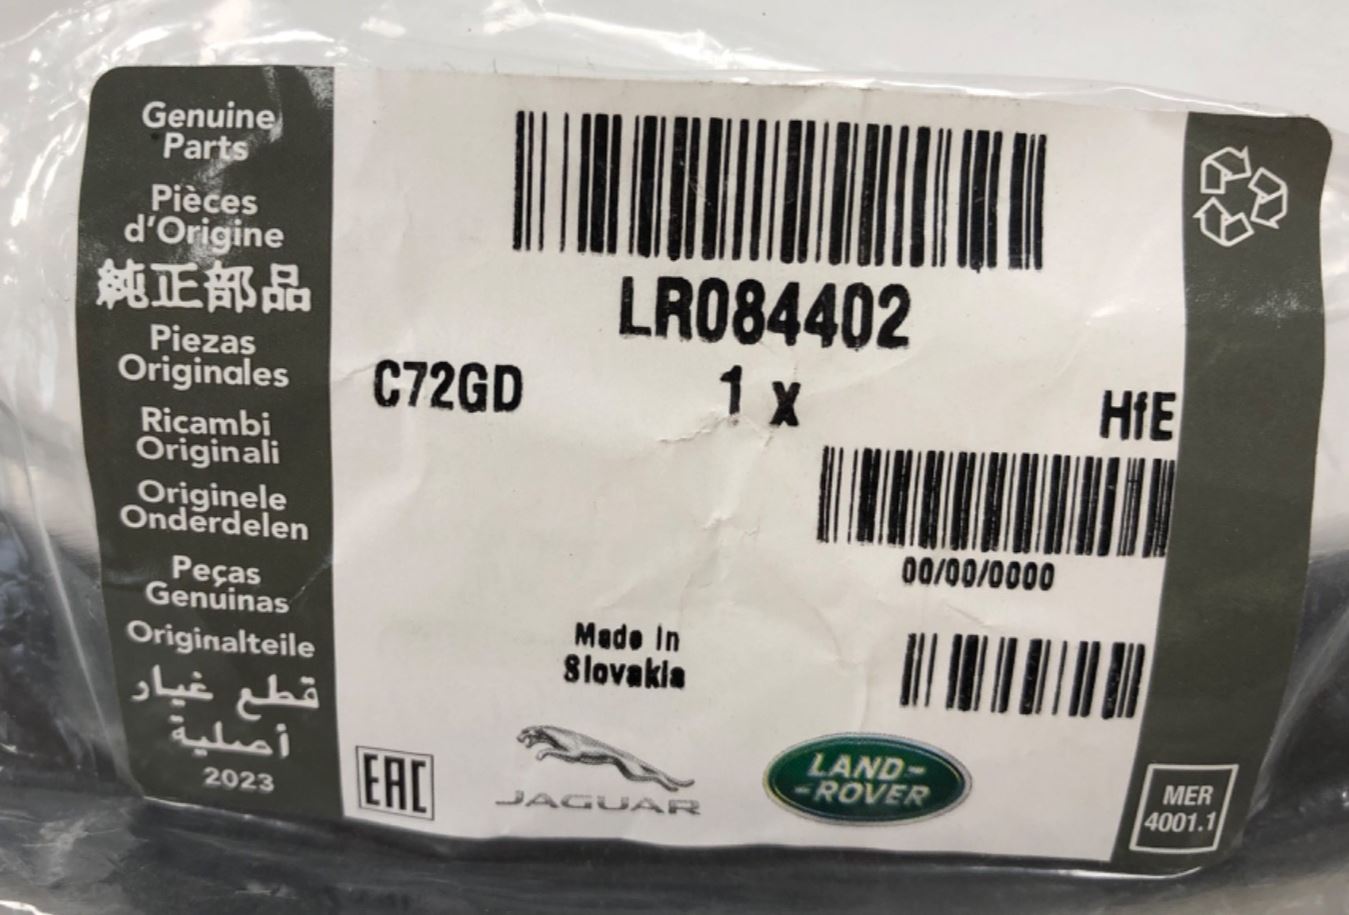 Genuine
Parts
Pièces
d'Origine
純正部品
Piezas
Originales
Ricambi
Originali
Originele
Onderdelen
Peças
Genuinas
Originalteile
قطع غيار
أصلية
2023
LR084402
C72GD 1 x HfE
00/00/0000
Made in
Slovakia
EAC
JAGUAR
LAND-
-ROVER
MER
4001.1